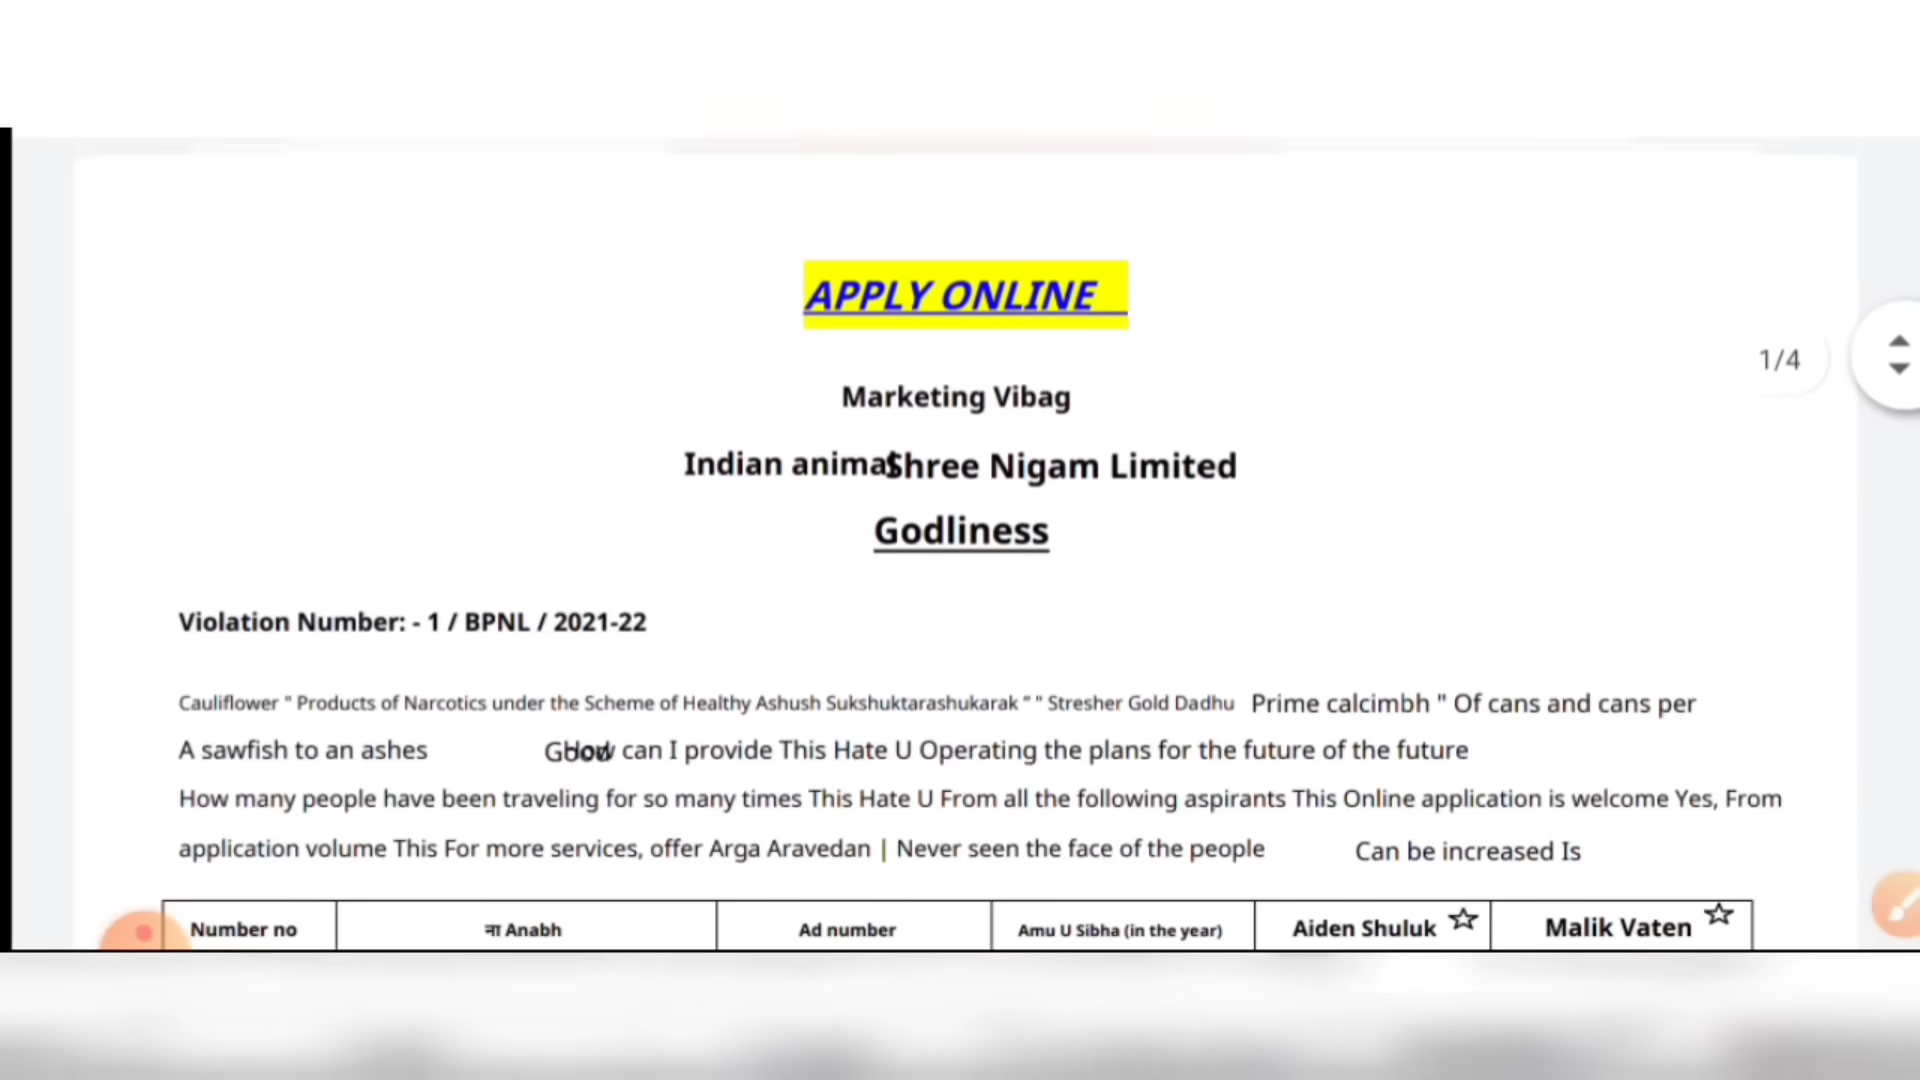 APPLY ONLINE
1/4
Marketing Vibag
Indian animal Shree Nigam Limited
Godliness
Violation Number: - 1 / BPNL / 2021-22
Cauliflower " Products of Narcotics under the Scheme of Healthy Ashush Sukshuktarashukarak " " Stresher Gold Dadhu Prime calcimbh " Of cans and cans per
A sawfish to an ashes Good How can I provide This Hate U Operating the plans for the future of the future
How many people have been traveling for so many times This Hate U From all the following aspirants This Online application is welcome Yes, From
application volume This For more services, offer Arga Aravedan | Never seen the face of the people Can be increased Is
Number no ना Anabh Ad number Amu U Sibha (in the year) Aiden Shuluk Malik Vaten